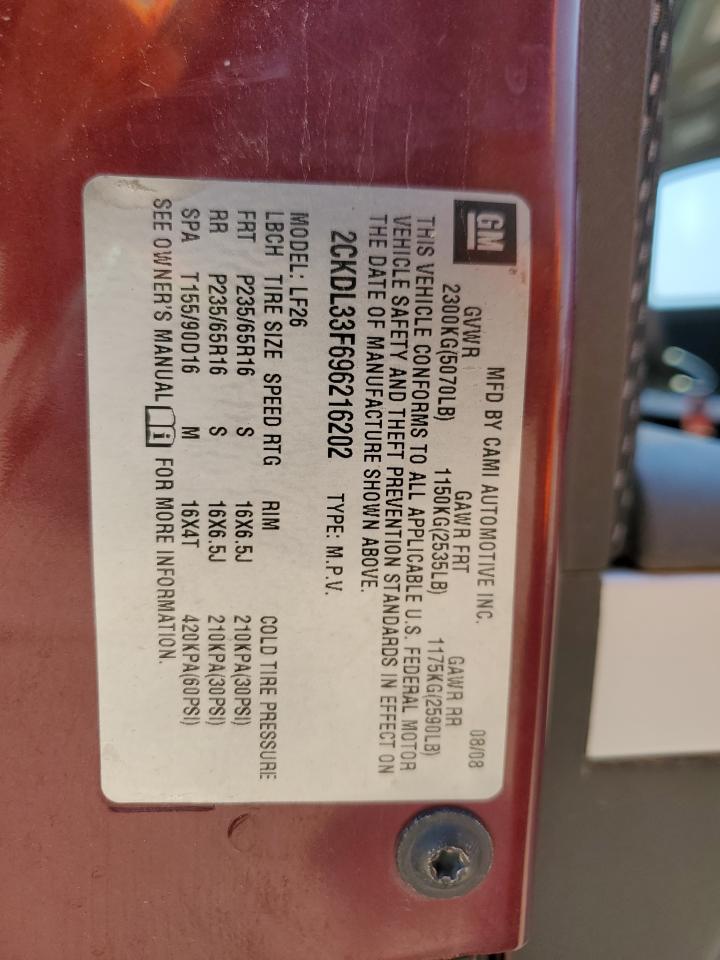 GM
MFD BY CAMI AUTOMOTIVE INC. 08/08
GVWR GAWR FRT GAWR RR
2300KG(5070LB) 1150KG(2535LB) 1175KG(2590LB)
THIS VEHICLE CONFORMS TO ALL APPLICABLE U.S. FEDERAL MOTOR
VEHICLE SAFETY AND THEFT PREVENTION STANDARDS IN EFFECT ON
THE DATE OF MANUFACTURE SHOWN ABOVE.
2CKDL33F696216202 TYPE: M.P.V.
MODEL: LF26
LBCH TIRE SIZE SPEED RTG RIM COLD TIRE PRESSURE
FRT P235/65R16 S 16X6.5J 210KPA(30PSI)
RR P235/65R16 S 16X6.5J 210KPA(30PSI)
SPA T155/90D16 M 16X4T 420KPA(60PSI)
SEE OWNER'S MANUAL FOR MORE INFORMATION.